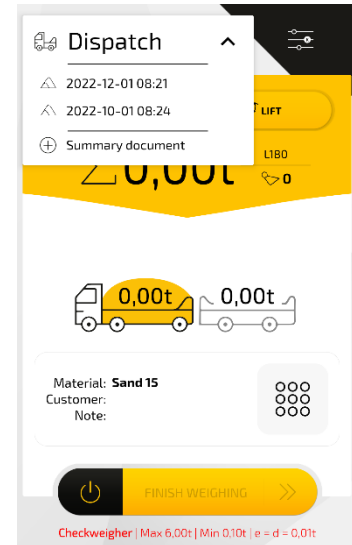 Dispatch
2022-12-01 08:21
2022-10-01 08:24
Summary document
LIFT
L180
0,00t
0
0,00t 0,00t
Material: Sand 15
Customer:
Note:
FINISH WEIGHING
Checkweigher | Max 6,00t | Min 0,10t | e = d = 0,01t